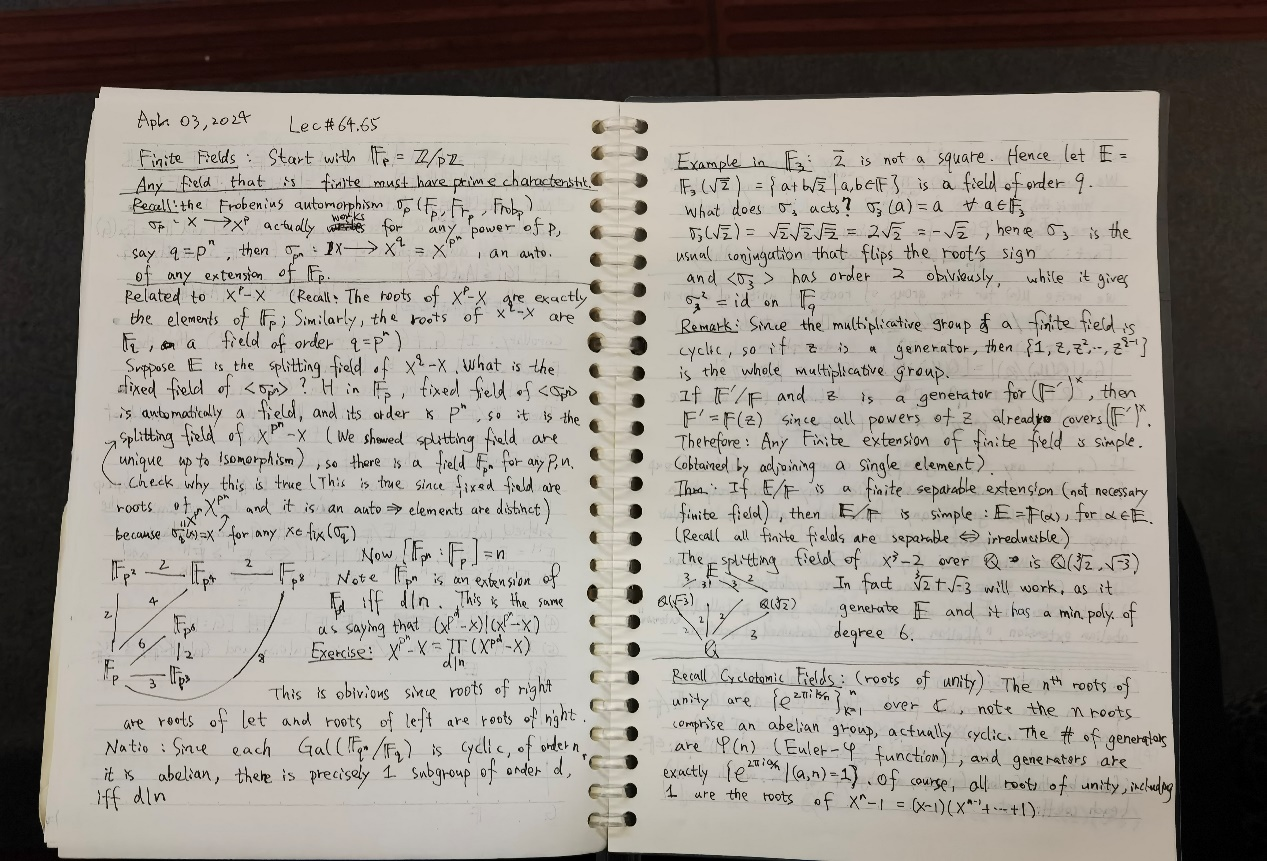 Apr. 03, 2024 Lec#64.65
Finite Fields: Start with 𝔽p = ℤ/pℤ
Any field that is finite must have prime characteristic.
Recall: the Frobenius automorphism σp (Fp, Frp, Frobp)
σp: x → x^p actually works for any power of p,
say q=p^n, then σpn: x → x^q = x^p^n, an auto.
of any extension of 𝔽p.
Related to x^p-x (Recall: The roots of x^p-x are exactly
the elements of 𝔽p; Similarly, the roots of x^q-x are
𝔽q, a field of order q=p^n)
Suppose E is the splitting field of x^q-x. What is the
fixed field of <σpn>? It in 𝔽p, fixed field of <σpn>
is automatically a field, and its order is p^n, so it is the
splitting field of x^p^n-x (We showed splitting field are
unique up to isomorphism), so there is a field 𝔽pn for any p,n.
Check why this is true (This is true since fixed field are
roots of x^p^n-x and it is an auto ⇒ elements are distinct)
because σq(x)=x for any x∈fix(σq)
Now [𝔽pn : 𝔽p] = n
𝔽p2 2 𝔽p4 2 𝔽p8
Note 𝔽pn is an extension of
𝔽pd iff d|n. This is the same
2 4 𝔽p6
as saying that (x^p^d-x)|(x^p^n-x)
6 2 8
Exercise: x^p^n-x = ∏ d|n (x^p^d-x)
𝔽p 3 𝔽p3
This is obivious since roots of right
are roots of let and roots of left are roots of right.
Natio: Since each Gal(𝔽qn/𝔽q) is cyclic, of order n,
it is abelian, there is precisely 1 subgroup of order d,
iff d|n
Example in 𝔽3: 2̄ is not a square. Hence let E =
𝔽3(√2) = {a+b√2 | a,b∈𝔽} is a field of order 9.
What does σ3 acts? σ3(a)=a ∀ a∈𝔽3
σ3(√2) = √2√2√2 = 2√2 = -√2, hence σ3 is the
usual conjugation that flips the root's sign
and <σ3> has order 2 obiviously, while it gives
σ3² = id on 𝔽9
Remark: Since the multiplicative group of a finite field is
cyclic, so if z is a generator, then {1,z,z²,..,z^(q-1)}
is the whole multiplicative group.
If 𝔽'/𝔽 and z is a generator for (𝔽')^×, then
𝔽'=𝔽(z) since all powers of z already covers (𝔽')^×.
Therefore: Any Finite extension of finite field is simple.
(obtained by adjoining a single element).
Thm: If E/𝔽 is a finite separable extension (not necessary
finite field), then E/𝔽 is simple: E=𝔽(α), for α∈E.
(Recall all finite fields are separable ⇔ irreducible)
The splitting field of x³-2 over ℚ is ℚ(∛2, √-3)
E
In fact ∛2+√-3 will work, as it
3 3 3 2
ℚ(√-3) ℚ(∛2)
generate E and it has a min.poly. of
2 2 2 3
degree 6.
ℚ
Recall Cyclotomic Fields: (roots of unity). The nth roots of
unity are {e^(2πik/n)}^n k=1 over ℂ, note the n roots
comprise an abelian group, actually cyclic. The # of generators
are φ(n) (Euler-φ function), and generators are
exactly {e^(2πia/n) | (a,n)=1}. Of course, all roots of unity, including
1 are the roots of x^n-1 = (x-1)(x^(n-1)+...+1)